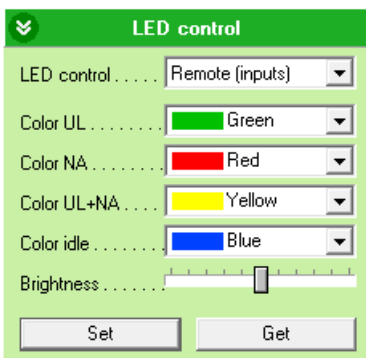 LED control
LED control..... Remote (inputs)
Color UL........ Green
Color NA........ Red
Color UL+NA.... Yellow
Color idle........ Blue
Brightness.......
Set Get